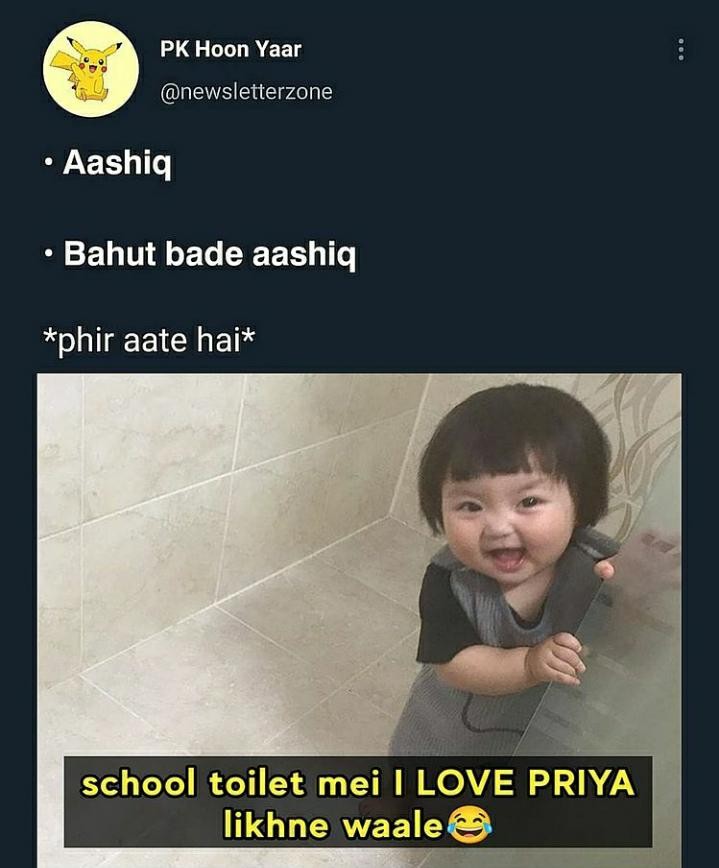 PK Hoon Yaar
@newsletterzone
• Aashiq
• Bahut bade aashiq
*phir aate hai*
school toilet mei I LOVE PRIYA
likhne waale😂